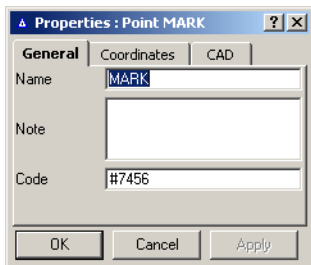 Properties : Point MARK
General Coordinates CAD
Name MARK
Note
Code #7456
OK Cancel Apply